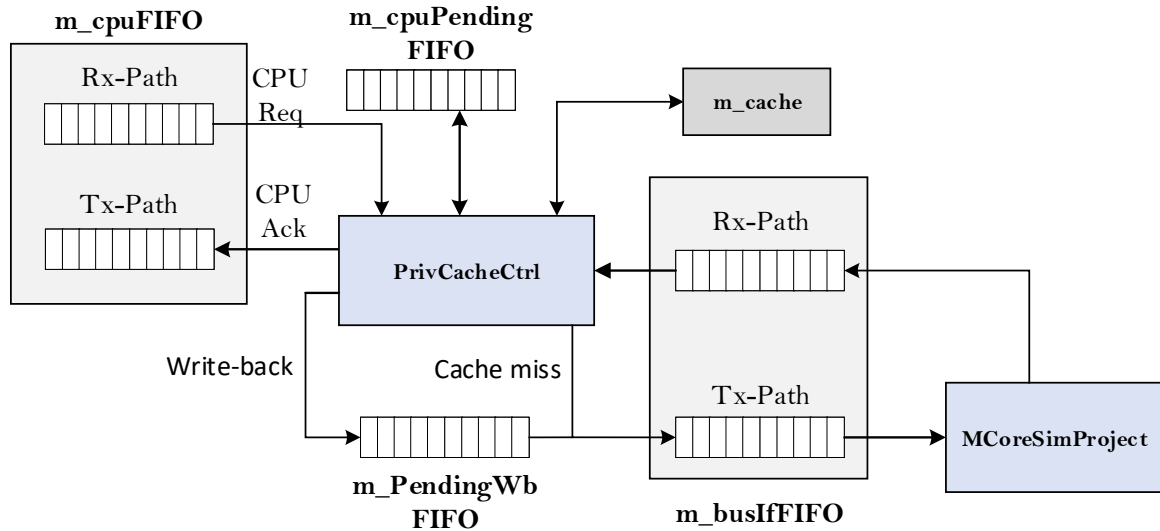 m_cpuFIFO
m_cpuPending
FIFO
Rx-Path
CPU
Req
m_cache
Tx-Path
CPU
Ack
Rx-Path
PrivCacheCtrl
Write-back
Cache miss
Tx-Path
MCoreSimProject
m_PendingWb
FIFO
m_busIfFIFO